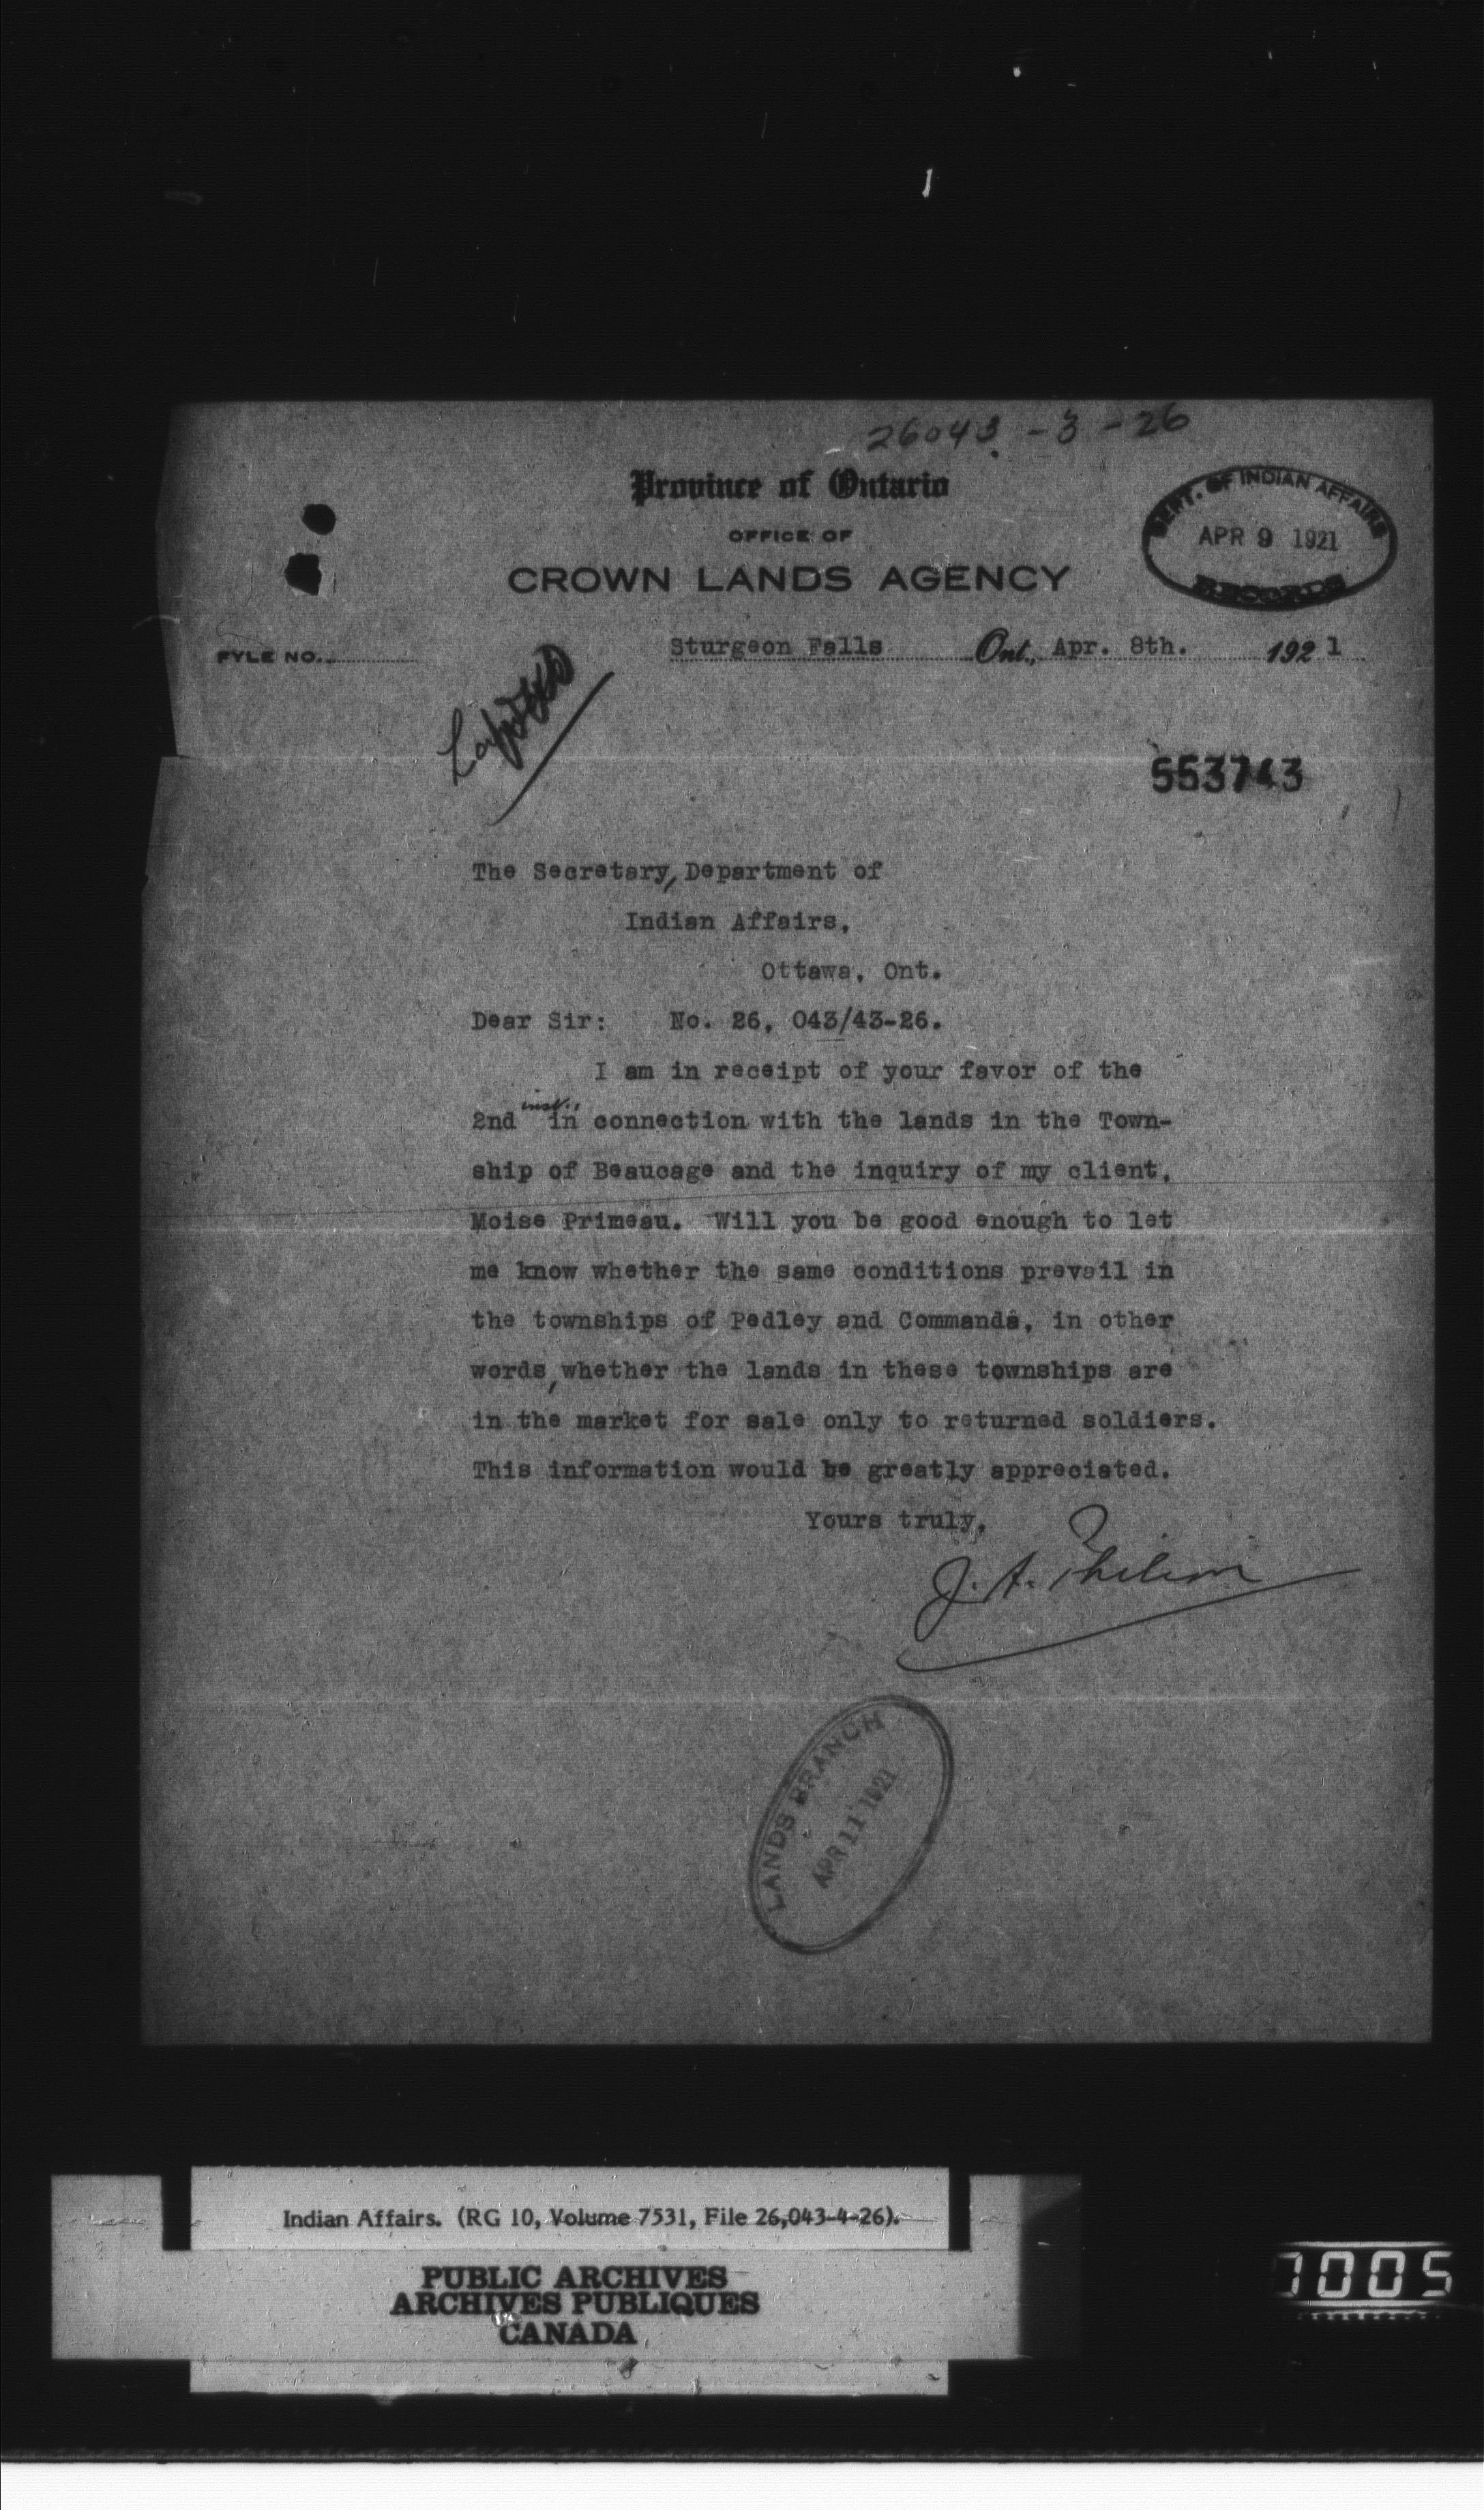 26043-3-26
Province of Ontario
OFFICE OF
CROWN LANDS AGENCY
DEPT. OF INDIAN AFFAIRS
APR 9 1921
RECORDS
FYLE NO.
Sturgeon Falls Ont., Apr. 8th. 1921
553743
The Secretary, Department of
Indian Affairs,
Ottawa, Ont.
Dear Sir: No. 26, 043/43-26.
I am in receipt of your favor of the
2nd inst., in connection with the lands in the Town-
ship of Beaucage and the inquiry of my client,
Moise Primeau. Will you be good enough to let
me know whether the same conditions prevail in
the townships of Pedley and Commanda, in other
words, whether the lands in these townships are
in the market for sale only to returned soldiers.
This information would be greatly appreciated.
Yours truly,
J. A.
LANDS BRANCH
APR 11 1921
Indian Affairs. (RG 10, Volume 7531, File 26,043-4-26).
PUBLIC ARCHIVES
ARCHIVES PUBLIQUES
CANADA
1005